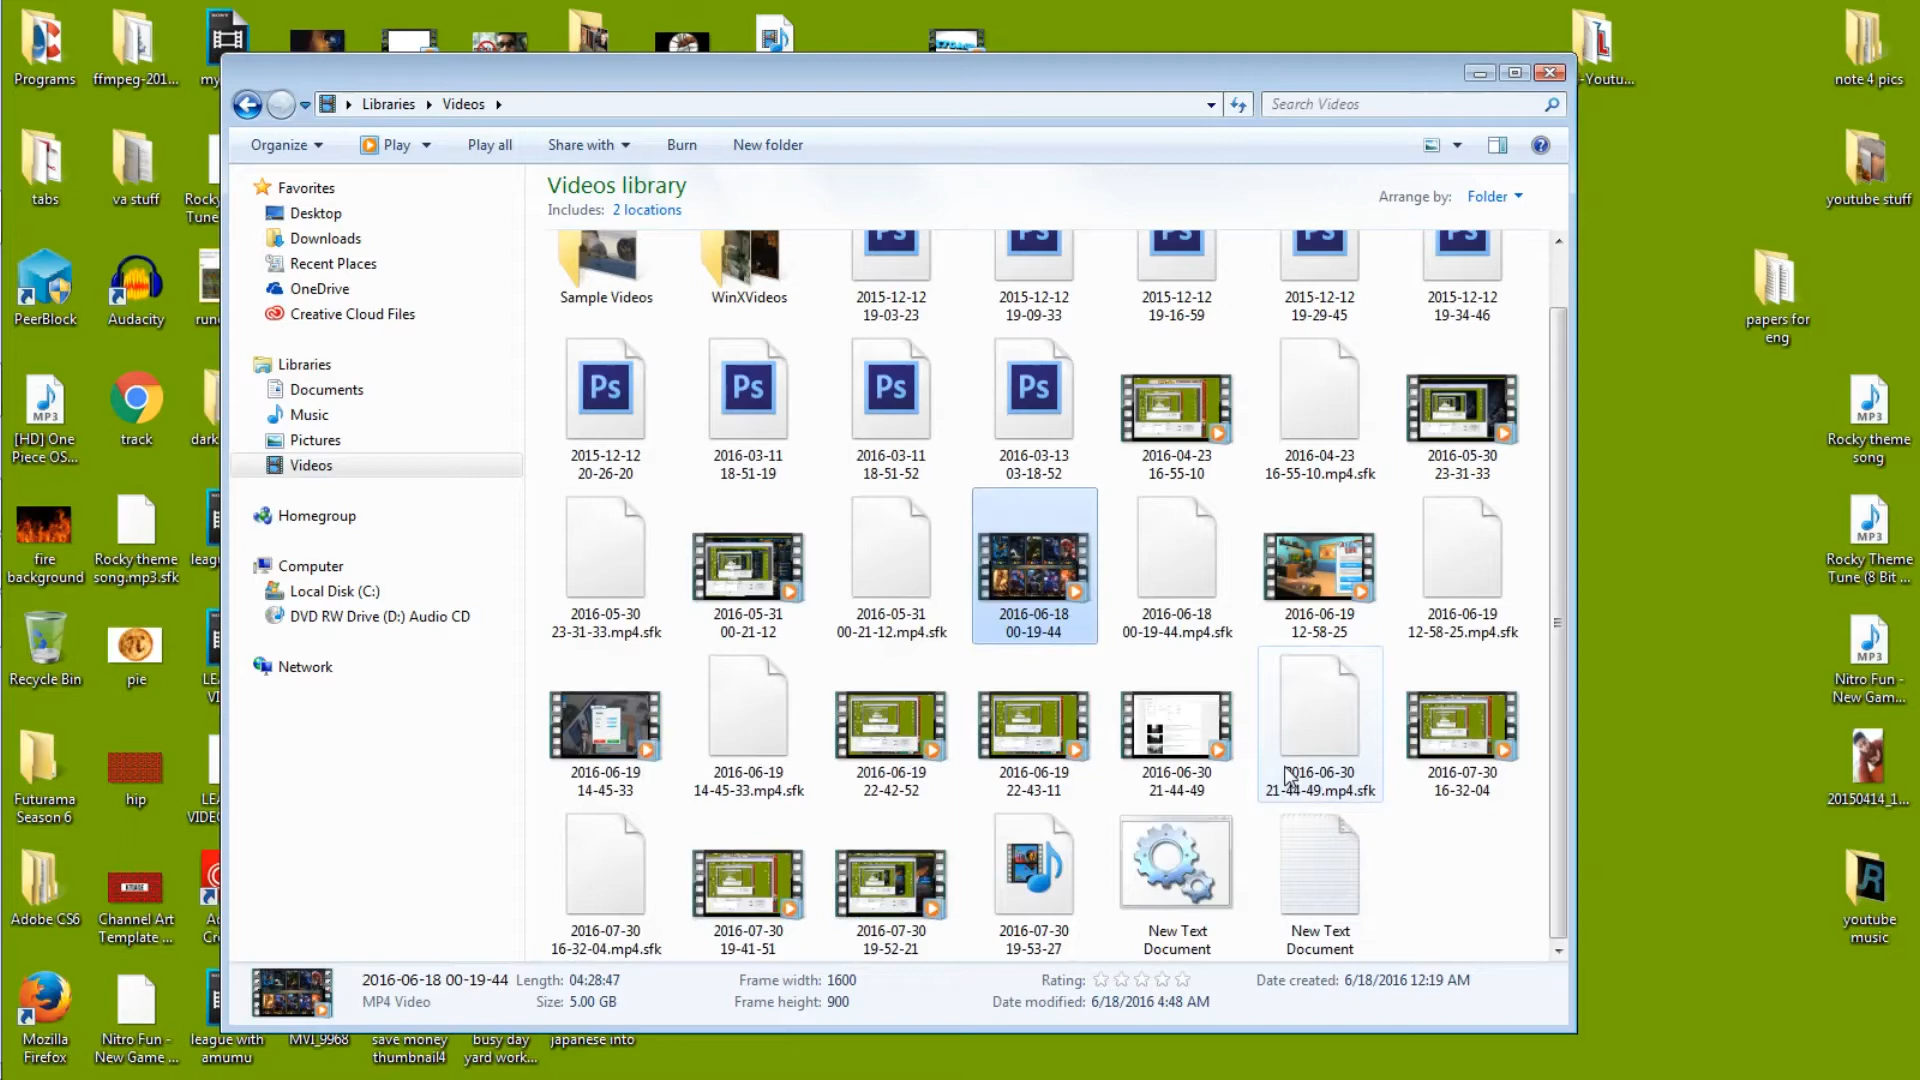 Programs
ffmpeg-201...
my
-Youtu...
note 4 pics
Libraries
Videos
Search Videos
Organize
Play
Play all
Share with
Burn
New folder
tabs
va stuff
Rocky
Tune
youtube stuff
Favorites
Desktop
Downloads
Recent Places
OneDrive
Creative Cloud Files
Libraries
Documents
Music
Pictures
Videos
Homegroup
Computer
Local Disk (C:)
DVD RW Drive (D:) Audio CD
Network
Videos library
Includes: 2 locations
Arrange by: Folder
Sample Videos
WinXVideos
2015-12-12
19-03-23
2015-12-12
19-09-33
2015-12-12
19-16-59
2015-12-12
19-29-45
2015-12-12
19-34-46
Ps
2015-12-12
20-26-20
Ps
2016-03-11
18-51-19
Ps
2016-03-11
18-51-52
Ps
2016-03-13
03-18-52
2016-04-23
16-55-10
2016-04-23
16-55-10.mp4.sfk
2016-05-30
23-31-33
2016-05-30
23-31-33.mp4.sfk
2016-05-31
00-21-12
2016-05-31
00-21-12.mp4.sfk
2016-06-18
00-19-44
2016-06-18
00-19-44.mp4.sfk
2016-06-19
12-58-25
2016-06-19
12-58-25.mp4.sfk
2016-06-19
14-45-33
2016-06-19
14-45-33.mp4.sfk
2016-06-19
22-42-52
2016-06-19
22-43-11
2016-06-30
21-44-49
2016-06-30
21-44-49.mp4.sfk
2016-07-30
16-32-04
2016-07-30
16-32-04.mp4.sfk
2016-07-30
19-41-51
2016-07-30
19-52-21
2016-07-30
19-53-27
New Text
Document
New Text
Document
2016-06-18 00-19-44
MP4 Video
Length: 04:28:47
Size: 5.00 GB
Frame width: 1600
Frame height: 900
Rating:
Date modified: 6/18/2016 4:48 AM
Date created: 6/18/2016 12:19 AM
PeerBlock
Audacity
papers for
eng
MP3
[HD] One
Piece OS...
track
dark
MP3
Rocky theme
song
fire
background
Rocky theme
song.mp3.sfk
MP3
Rocky Theme
Tune (8 Bit ...
Recycle Bin
pie
MP3
Nitro Fun -
New Gam...
Futurama
Season 6
hip
20150414_1...
Adobe CS6
Channel Art
Template ...
youtube
music
Mozilla
Firefox
Nitro Fun -
New Game ...
league with
amumu
MVI_9968
save money
thumbnail4
busy day
yard work...
japanese into